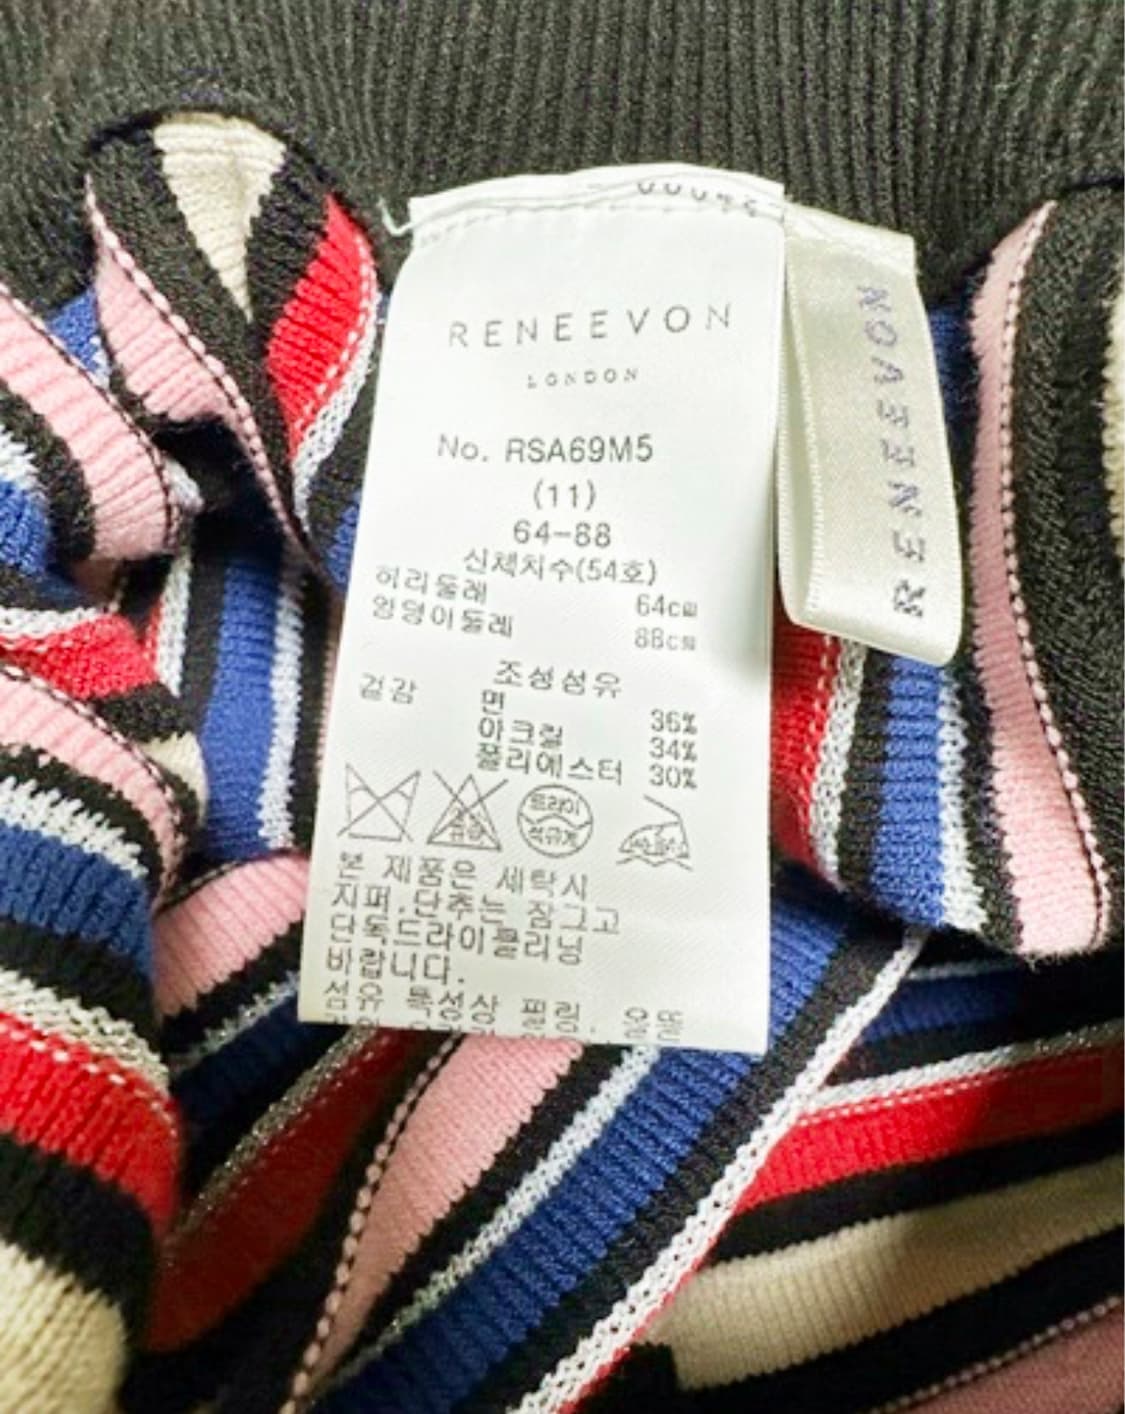 RENEEVON
LONDON
No. RSA69M5
(11)
64-88
신체치수(54호)
허리둘레 64cm
엉덩이둘레 88cm
조성섬유
겉감 면 36%
아크릴 34%
폴리에스터 30%
드라이
석유계
본 제품은 세탁시
지퍼.단추는 잠그고
단독드라이클리닝
바랍니다.
섬유 특성상 필링,
RENEEVON